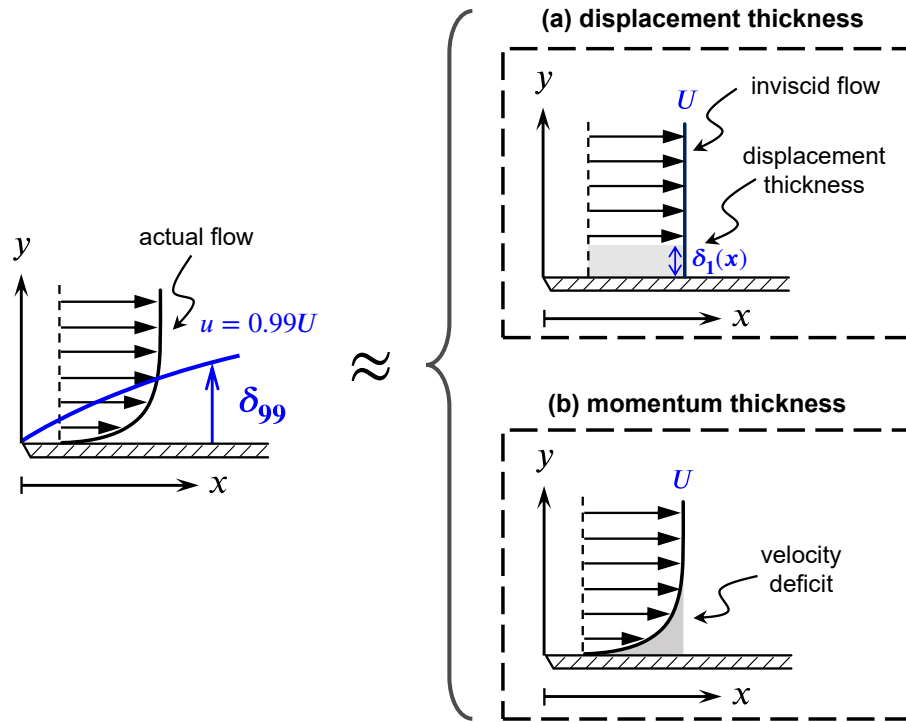 (a) displacement thickness
y
U
inviscid flow
displacement
thickness
δ₁(x)
x
actual flow
y
u = 0.99U
δ₉₉
x
≈
(b) momentum thickness
y
U
velocity
deficit
x